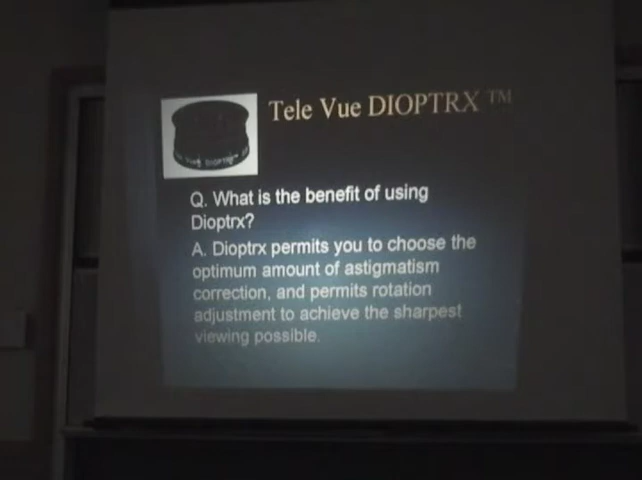 Tele Vue DIOPTRX ™
Q. What is the benefit of using
Dioptrx?
A. Dioptrx permits you to choose the
optimum amount of astigmatism
correction, and permits rotation
adjustment to achieve the sharpest
viewing possible.